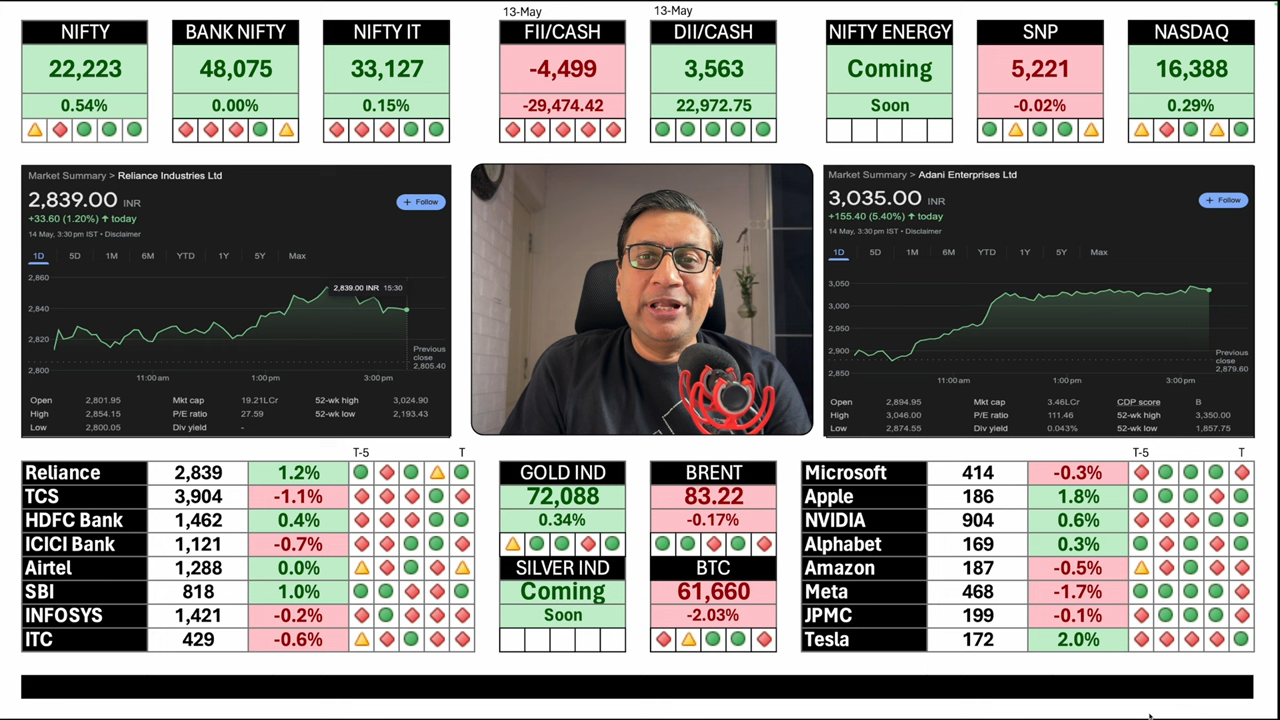 13-May
13-May
NIFTY
BANK NIFTY
NIFTY IT
FII/CASH
DII/CASH
NIFTY ENERGY
SNP
NASDAQ
22,223
48,075
33,127
-4,499
3,563
Coming
5,221
16,388
0.54%
0.00%
0.15%
-29,474.42
22,972.75
Soon
-0.02%
0.29%
Market Summary > Reliance Industries Ltd
2,839.00 INR
+ Follow
+33.60 (1.20%) ↑ today
14 May, 3:30 pm IST • Disclaimer
1D 5D 1M 6M YTD 1Y 5Y Max
2,860
2,839.00 INR 15:30
2,840
2,820
Previous
close
2,805.40
2,800
11:00 am 1:00 pm 3:00 pm
Open 2,801.95 Mkt cap 19.21LCr 52-wk high 3,024.90
High 2,854.15 P/E ratio 27.59 52-wk low 2,193.43
Low 2,800.05 Div yield -
Market Summary > Adani Enterprises Ltd
3,035.00 INR
+ Follow
+155.40 (5.40%) ↑ today
14 May, 3:30 pm IST • Disclaimer
1D 5D 1M 6M YTD 1Y 5Y Max
3,050
3,000
2,950
2,900
Previous
close
2,879.60
2,850
11:00 am 1:00 pm 3:00 pm
Open 2,894.95 Mkt cap 3.46LCr CDP score B
High 3,046.00 P/E ratio 111.46 52-wk high 3,350.00
Low 2,874.55 Div yield 0.043% 52-wk low 1,857.75
T-5 T
Reliance 2,839 1.2%
TCS 3,904 -1.1%
HDFC Bank 1,462 0.4%
ICICI Bank 1,121 -0.7%
Airtel 1,288 0.0%
SBI 818 1.0%
INFOSYS 1,421 -0.2%
ITC 429 -0.6%
GOLD IND
72,088
0.34%
SILVER IND
Coming
Soon
BRENT
83.22
-0.17%
BTC
61,660
-2.03%
T-5 T
Microsoft 414 -0.3%
Apple 186 1.8%
NVIDIA 904 0.6%
Alphabet 169 0.3%
Amazon 187 -0.5%
Meta 468 -1.7%
JPMC 199 -0.1%
Tesla 172 2.0%